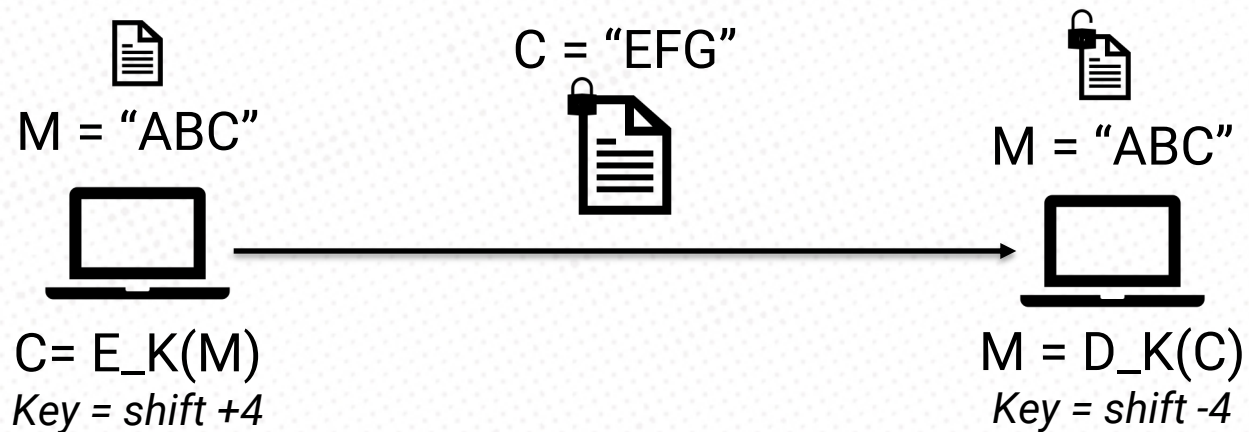 M = “ABC”
C= E_K(M)
Key = shift +4
C = “EFG”
M = “ABC”
M = D_K(C)
Key = shift -4